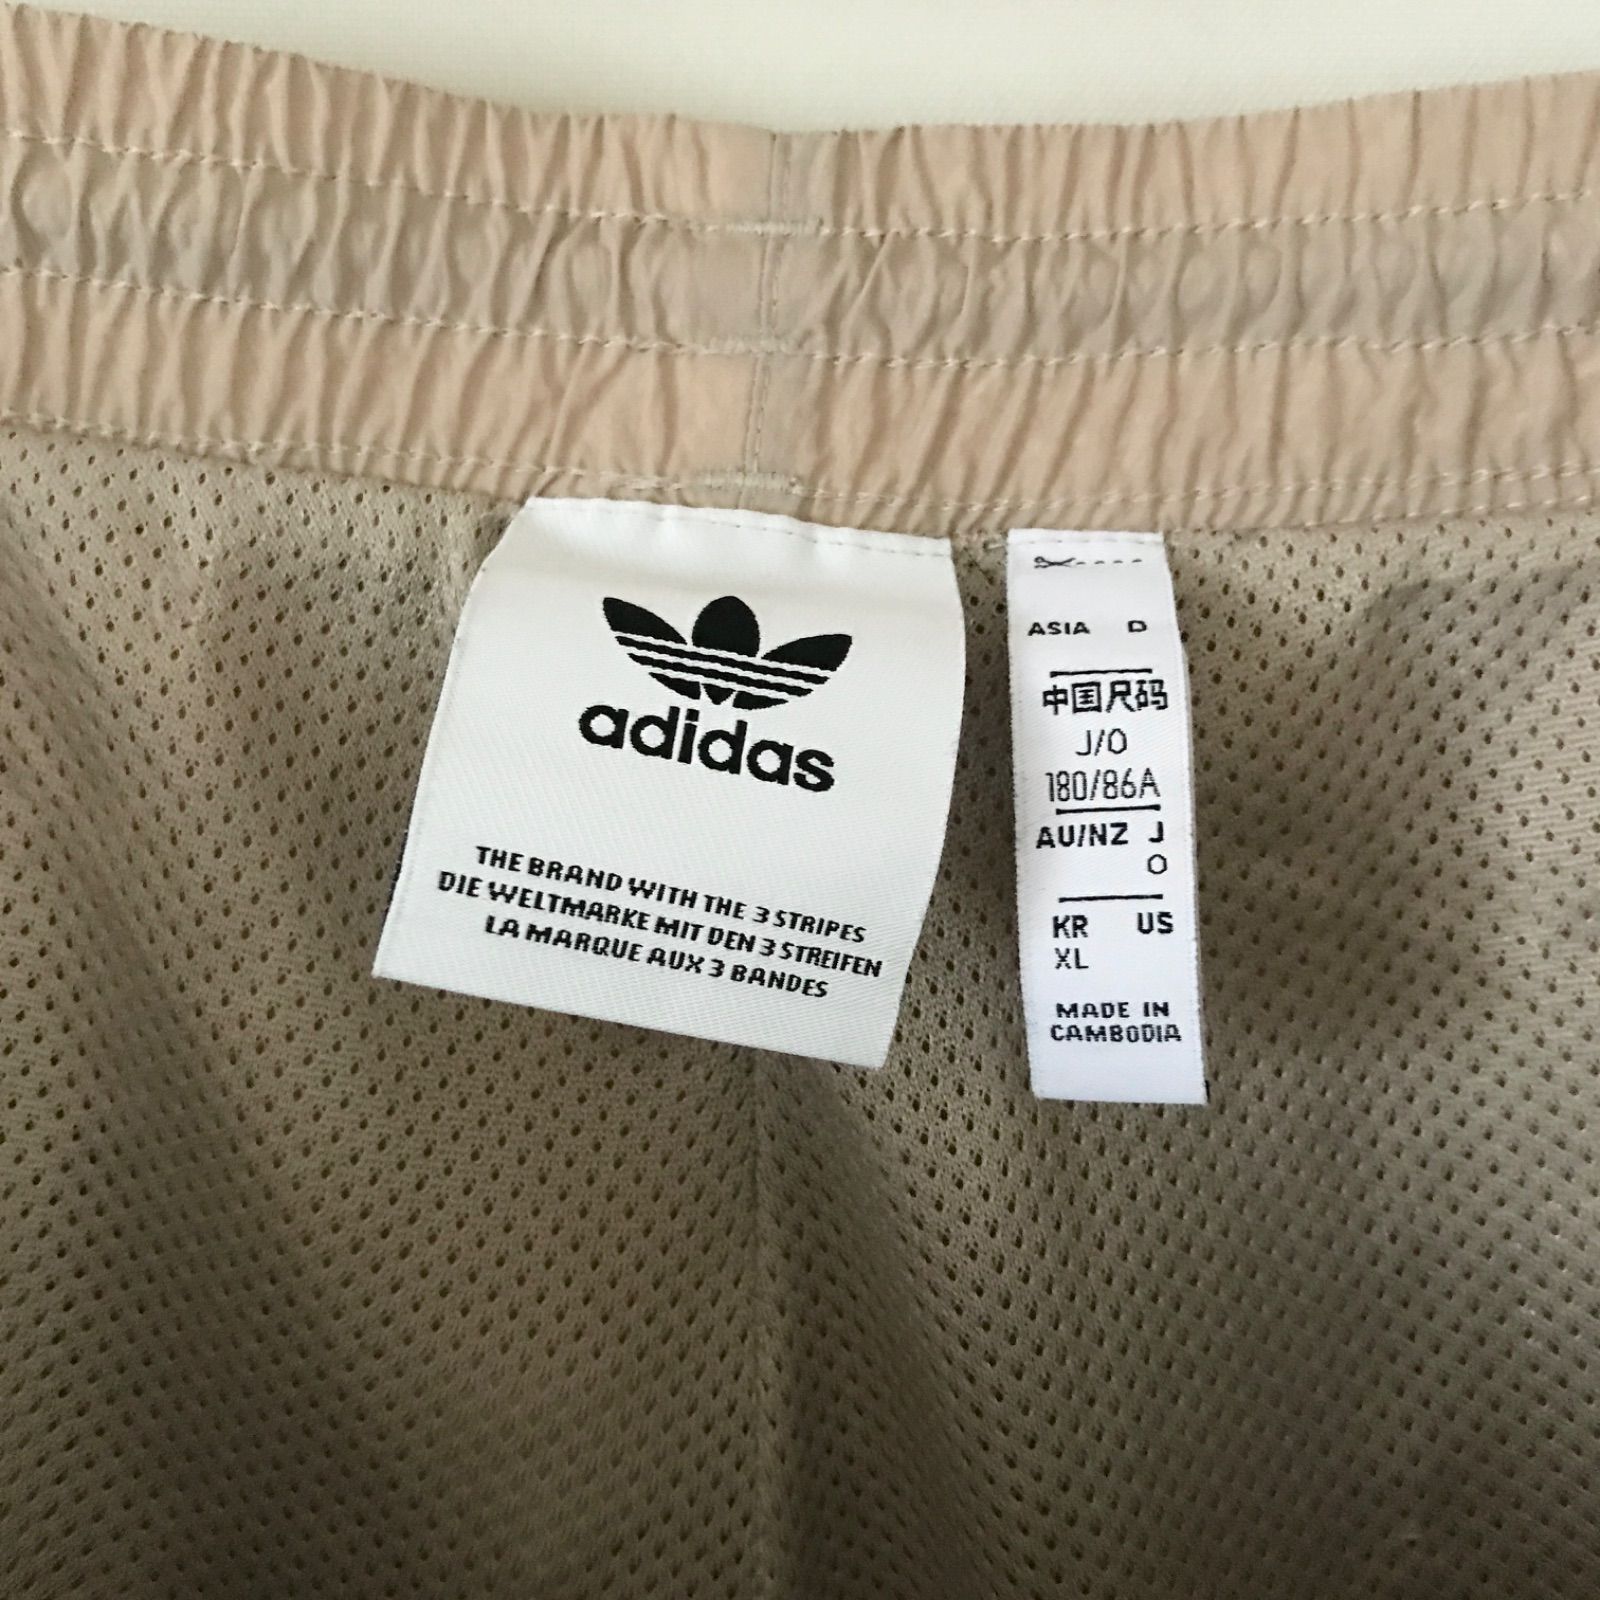 adidas
THE BRAND WITH THE 3 STRIPES
DIE WELTMARKE MIT DEN 3 STREIFEN
LA MARQUE AUX 3 BANDES
ASIA D
中国尺码
J/O
180/86A
AU/NZ J
O
KR US
XL
MADE IN
CAMBODIA